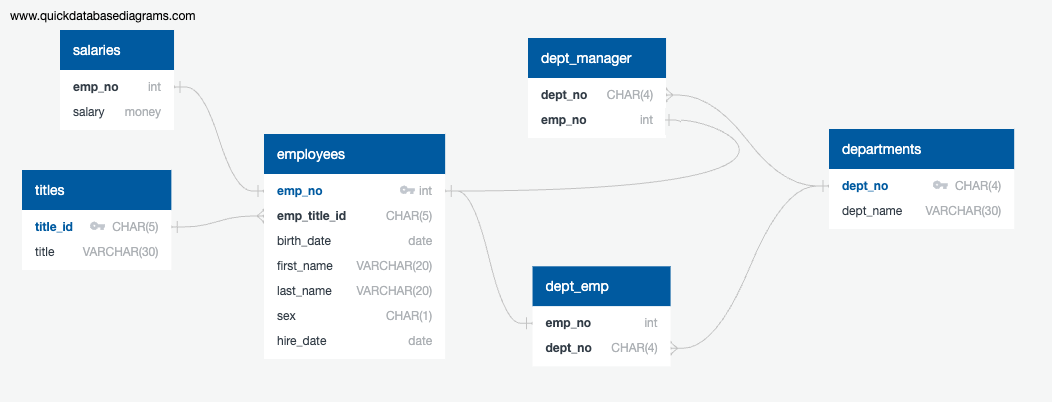 www.quickdatabasediagrams.com
salaries
emp_no int
salary money
titles
title_id CHAR(5)
title VARCHAR(30)
employees
emp_no int
emp_title_id CHAR(5)
birth_date date
first_name VARCHAR(20)
last_name VARCHAR(20)
sex CHAR(1)
hire_date date
dept_manager
dept_no CHAR(4)
emp_no int
dept_emp
emp_no int
dept_no CHAR(4)
departments
dept_no CHAR(4)
dept_name VARCHAR(30)